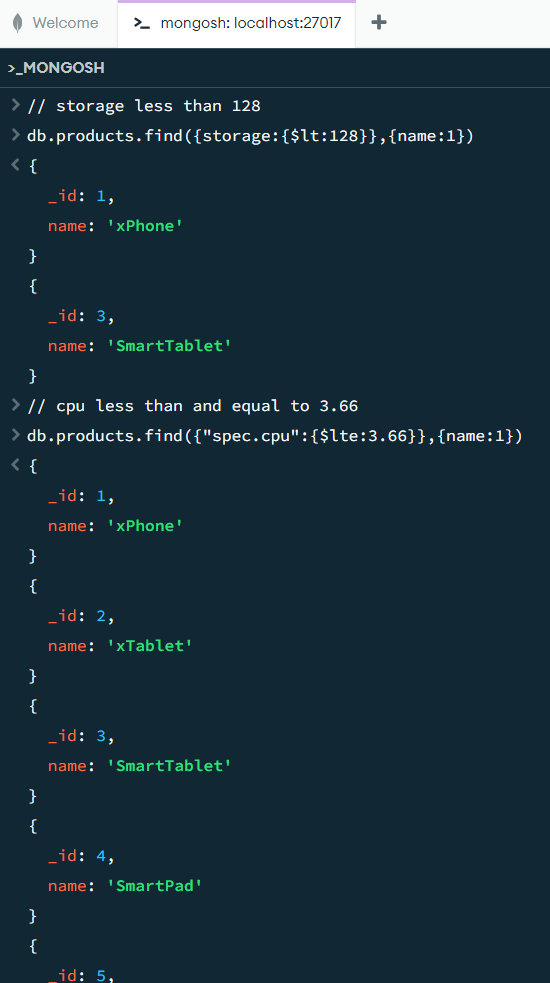 Welcome
>_ mongosh: localhost:27017 +
>_MONGOSH
> // storage less than 128
> db.products.find({storage:{$lt:128}},{name:1})
< {
_id: 1,
name: 'xPhone'
}
{
_id: 3,
name: 'SmartTablet'
}
> // cpu less than and equal to 3.66
> db.products.find({"spec.cpu":{$lte:3.66}},{name:1})
< {
_id: 1,
name: 'xPhone'
}
{
_id: 2,
name: 'xTablet'
}
{
_id: 3,
name: 'SmartTablet'
}
{
_id: 4,
name: 'SmartPad'
}
{
_id: 5,